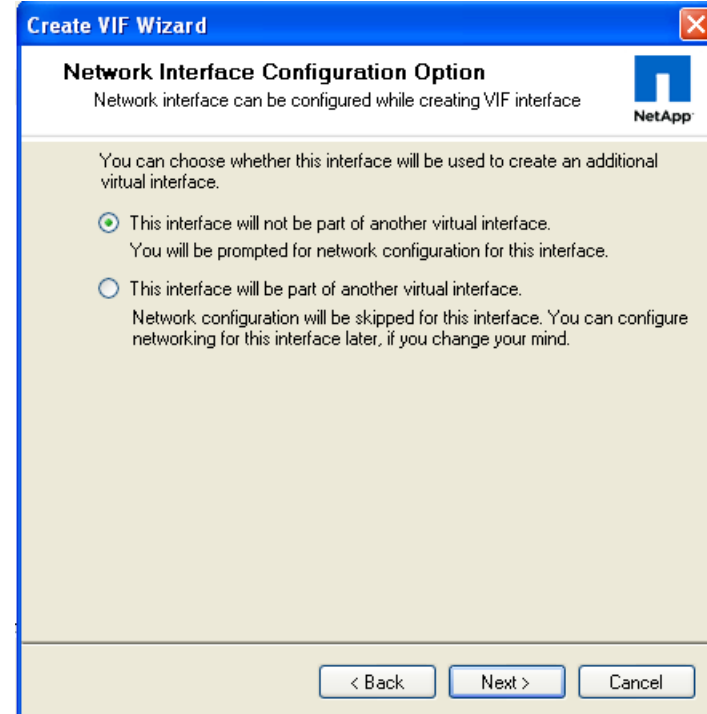 Create VIF Wizard
Network Interface Configuration Option
Network interface can be configured while creating VIF interface
NetApp
You can choose whether this interface will be used to create an additional
virtual interface.
This interface will not be part of another virtual interface.
You will be prompted for network configuration for this interface.
This interface will be part of another virtual interface.
Network configuration will be skipped for this interface. You can configure
networking for this interface later, if you change your mind.
< Back
Next >
Cancel